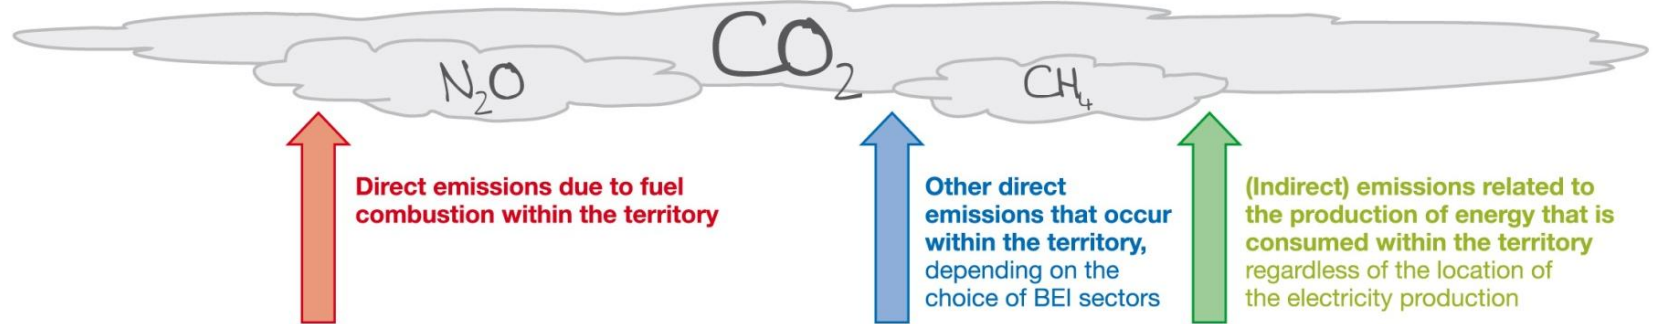 CO₂
N₂O
CH₄
Direct emissions due to fuel
combustion within the territory
Other direct
emissions that occur
within the territory,
depending on the
choice of BEI sectors
(Indirect) emissions related to
the production of energy that is
consumed within the territory
regardless of the location of
the electricity production